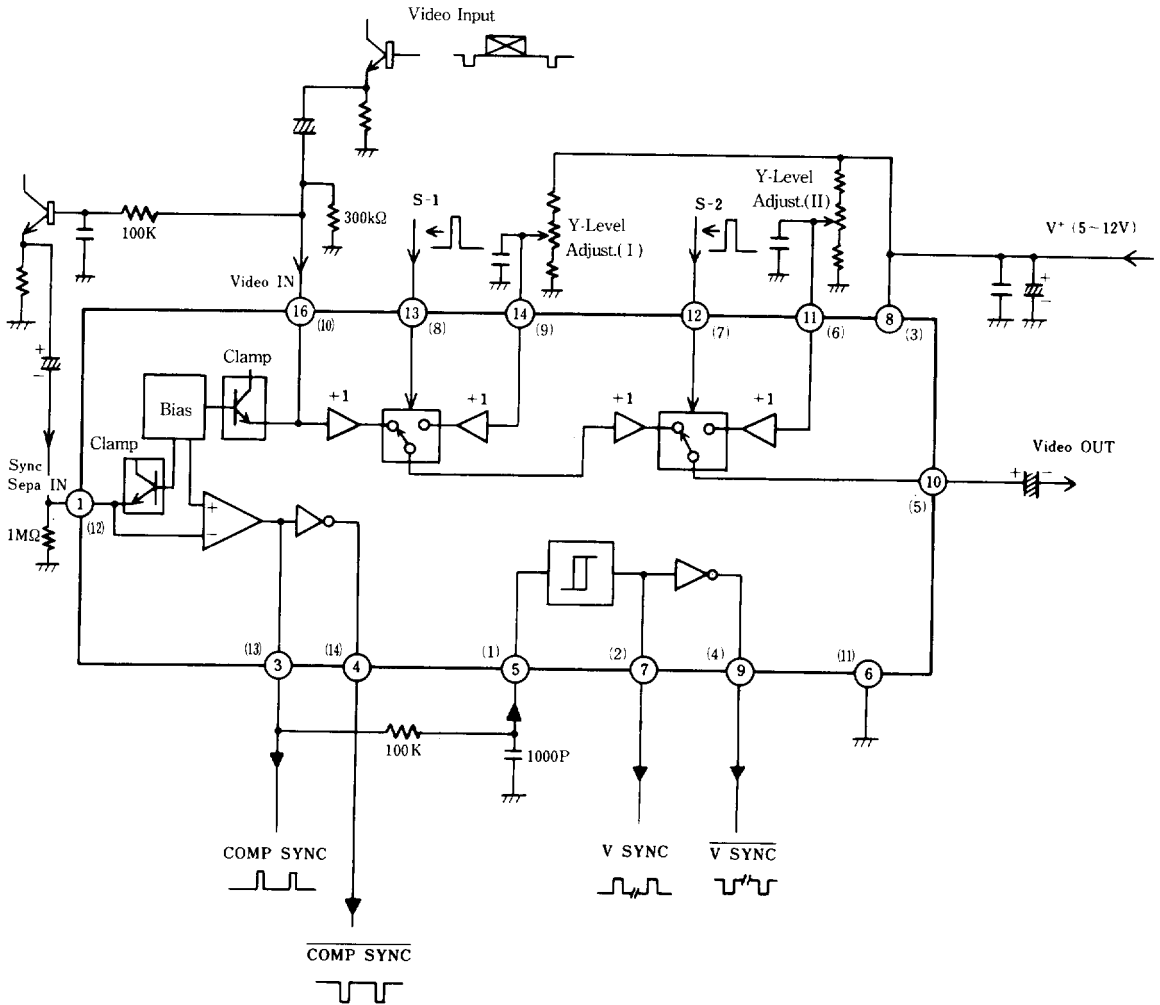 Video Input
300kΩ
100K
S-1
Y-Level
Adjust.(I)
S-2
Y-Level
Adjust.(II)
V⁺ (5~12V)
+
-
Video IN
16
(10)
13
(8)
14
(9)
12
(7)
11
(6)
8
(3)
+
-
Clamp
Bias
+1
+1
+1
+1
Clamp
Sync
Sepa IN
1
(12)
1MΩ
+
-
Video OUT
+
-
10
(5)
(13)
3
(14)
4
(1)
5
(2)
7
(4)
9
(11)
6
100K
1000P
COMP SYNC
V SYNC
V SYNC
COMP SYNC